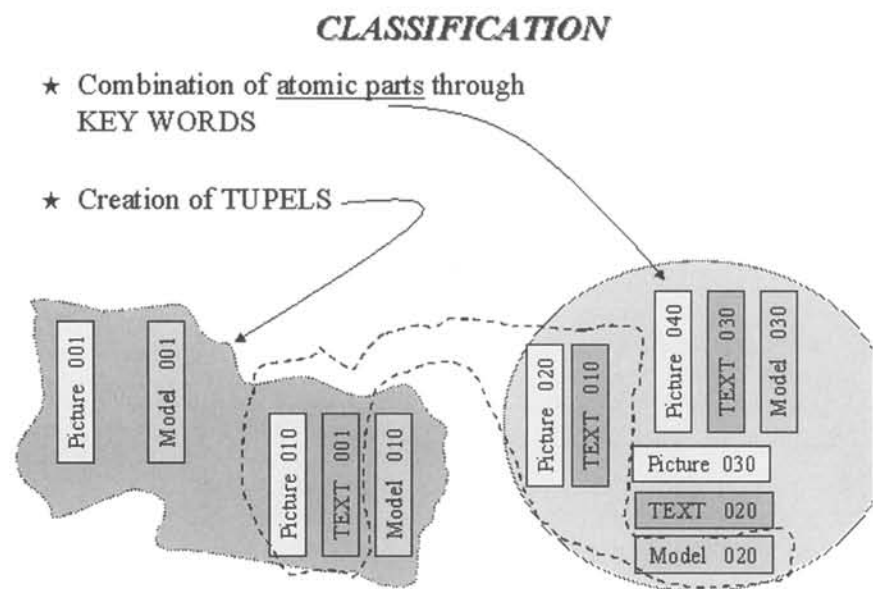 CLASSIFICATION
★ Combination of atomic parts through
KEY WORDS
★ Creation of TUPELS
Picture 001
Model 001
Picture 010
TEXT 001
Model 010
Picture 020
TEXT 010
Picture 040
TEXT 030
Model 030
Picture 030
TEXT 020
Model 020